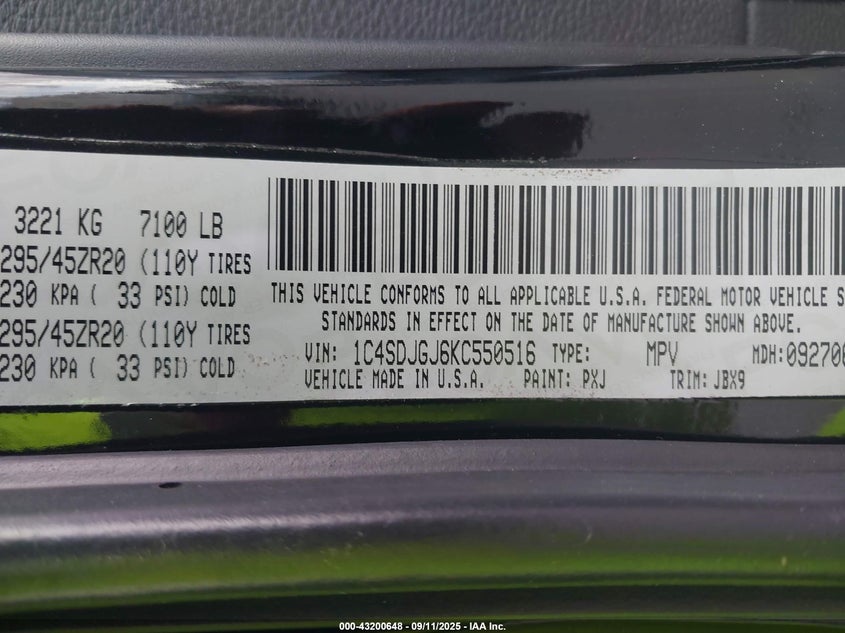 3221 KG 7100 LB
295/45ZR20 (110Y TIRES
230 KPA ( 33 PSI) COLD
295/45ZR20 (110Y TIRES
230 KPA ( 33 PSI) COLD
THIS VEHICLE CONFORMS TO ALL APPLICABLE U.S.A. FEDERAL MOTOR VEHICLE S
STANDARDS IN EFFECT ON THE DATE OF MANUFACTURE SHOWN ABOVE.
VIN: 1C4SDJGJ6KC550516 TYPE: MPV MDH:092706
VEHICLE MADE IN U.S.A. PAINT: PXJ TRIM: JBX9
000-43200648 - 09/11/2025 - IAA Inc.